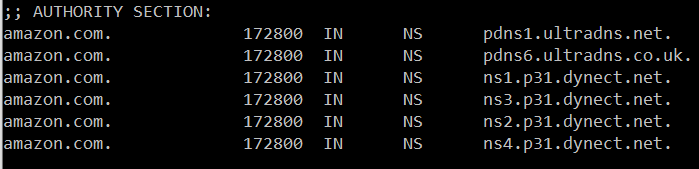 ;; AUTHORITY SECTION:
amazon.com. 172800 IN NS pdns1.ultradns.net.
amazon.com. 172800 IN NS pdns6.ultradns.co.uk.
amazon.com. 172800 IN NS ns1.p31.dynect.net.
amazon.com. 172800 IN NS ns3.p31.dynect.net.
amazon.com. 172800 IN NS ns2.p31.dynect.net.
amazon.com. 172800 IN NS ns4.p31.dynect.net.